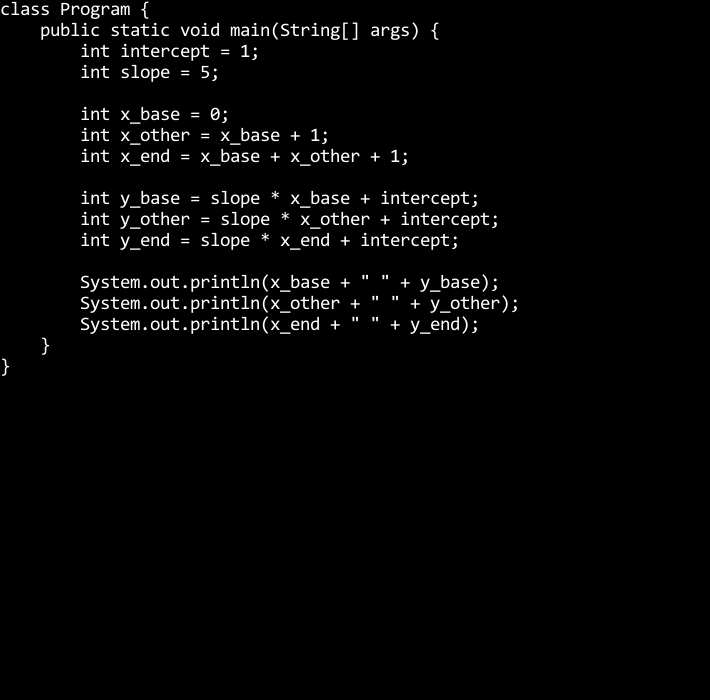 class Program {
    public static void main(String[] args) {
        int intercept = 1;
        int slope = 5;

        int x_base = 0;
        int x_other = x_base + 1;
        int x_end = x_base + x_other + 1;

        int y_base = slope * x_base + intercept;
        int y_other = slope * x_other + intercept;
        int y_end = slope * x_end + intercept;

        System.out.println(x_base + " " + y_base);
        System.out.println(x_other + " " + y_other);
        System.out.println(x_end + " " + y_end);
    }
}